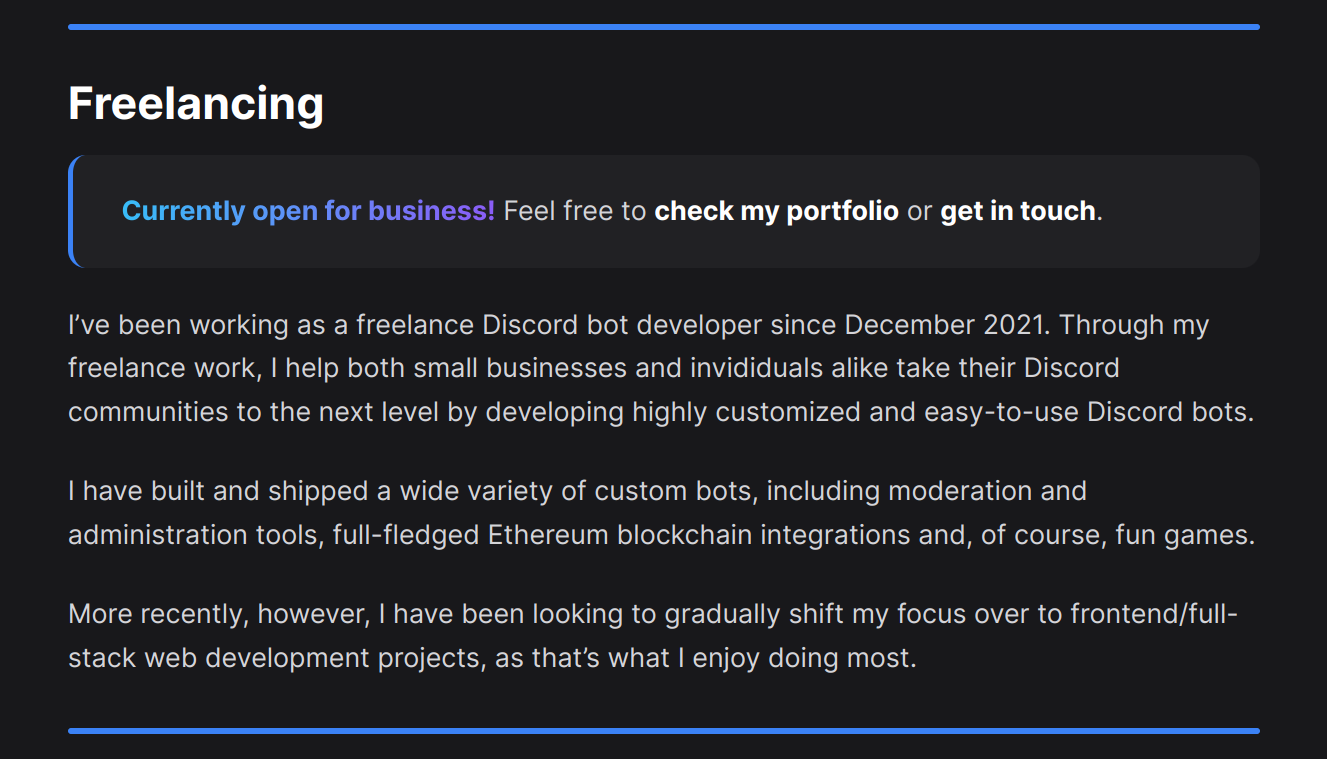 Freelancing
Currently open for business! Feel free to check my portfolio or get in touch.
I’ve been working as a freelance Discord bot developer since December 2021. Through my
freelance work, I help both small businesses and invididuals alike take their Discord
communities to the next level by developing highly customized and easy-to-use Discord bots.
I have built and shipped a wide variety of custom bots, including moderation and
administration tools, full-fledged Ethereum blockchain integrations and, of course, fun games.
More recently, however, I have been looking to gradually shift my focus over to frontend/full-
stack web development projects, as that’s what I enjoy doing most.